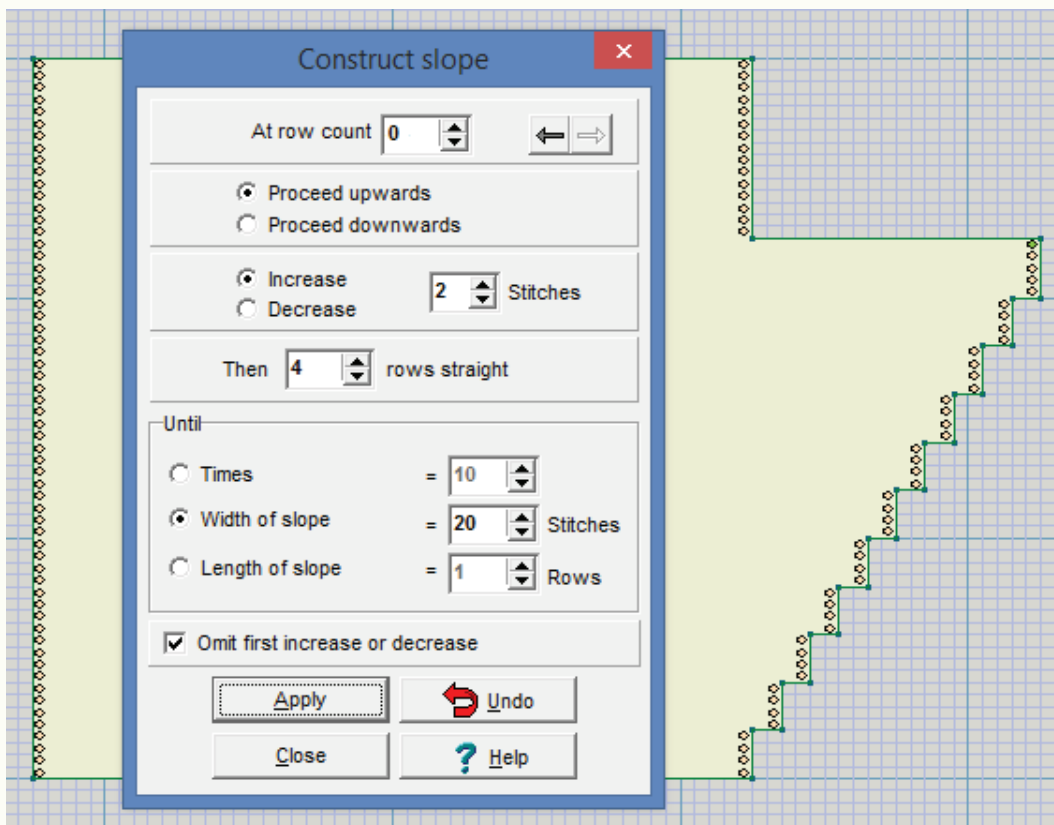 Construct slope
At row count 0
Proceed upwards
Proceed downwards
Increase
Decrease
2 Stitches
Then 4 rows straight
Until
Times = 10
Width of slope = 20 Stitches
Length of slope = 1 Rows
Omit first increase or decrease
Apply Undo
Close ? Help